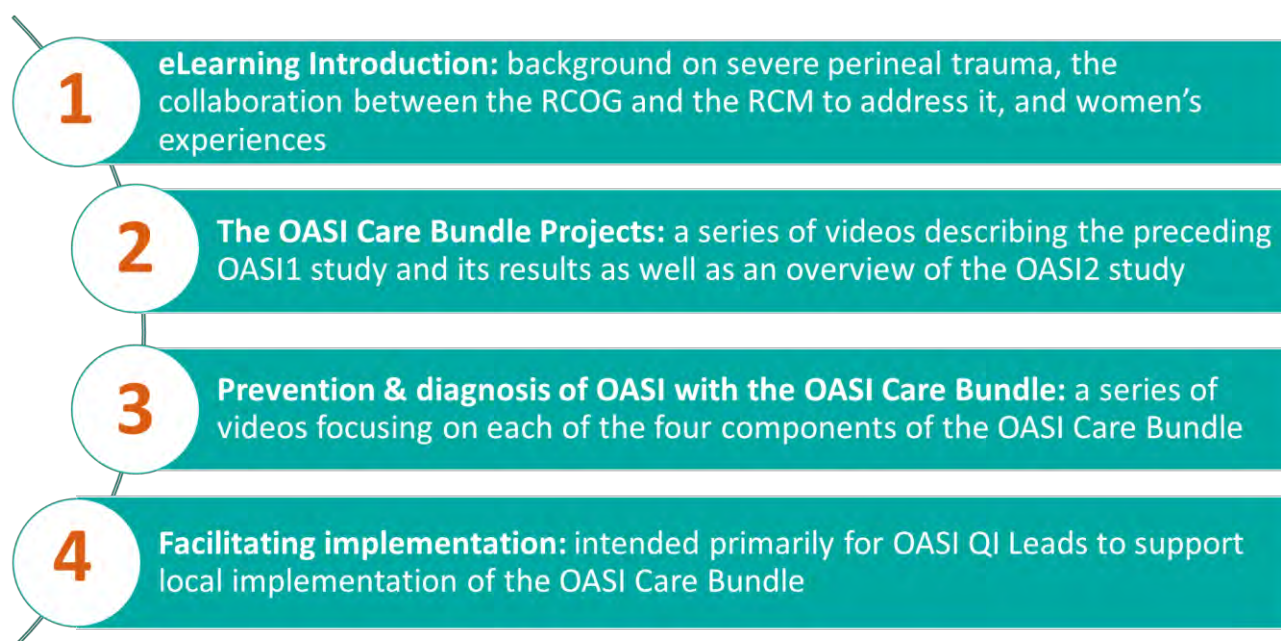 1
eLearning Introduction: background on severe perineal trauma, the
collaboration between the RCOG and the RCM to address it, and women's
experiences
2
The OASI Care Bundle Projects: a series of videos describing the preceding
OASI1 study and its results as well as an overview of the OASI2 study
3
Prevention & diagnosis of OASI with the OASI Care Bundle: a series of
videos focusing on each of the four components of the OASI Care Bundle
4
Facilitating implementation: intended primarily for OASI QI Leads to support
local implementation of the OASI Care Bundle